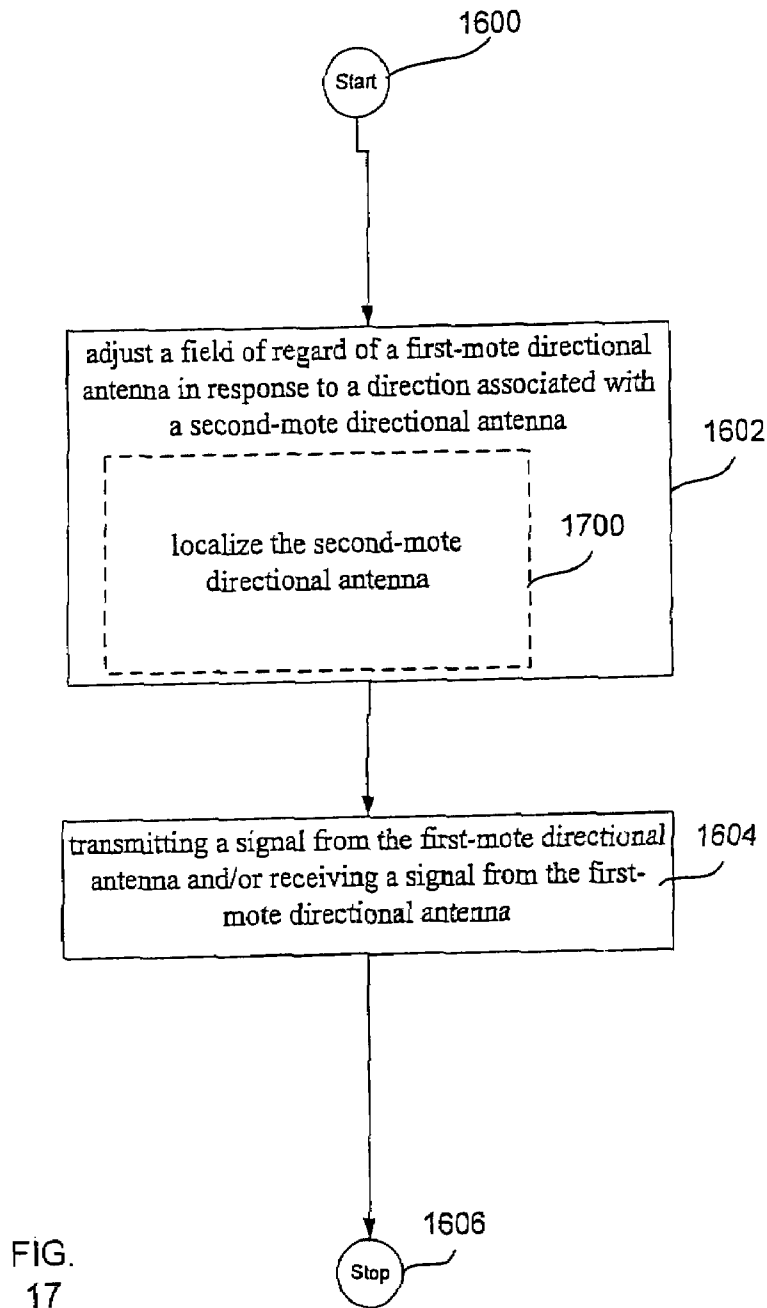 1600
Start
adjust a field of regard of a first-mote directional
antenna in response to a direction associated with
a second-mote directional antenna
1602
localize the second-mote
directional antenna
1700
transmitting a signal from the first-mote directional
antenna and/or receiving a signal from the first-
mote directional antenna
1604
1606
Stop
FIG.
17